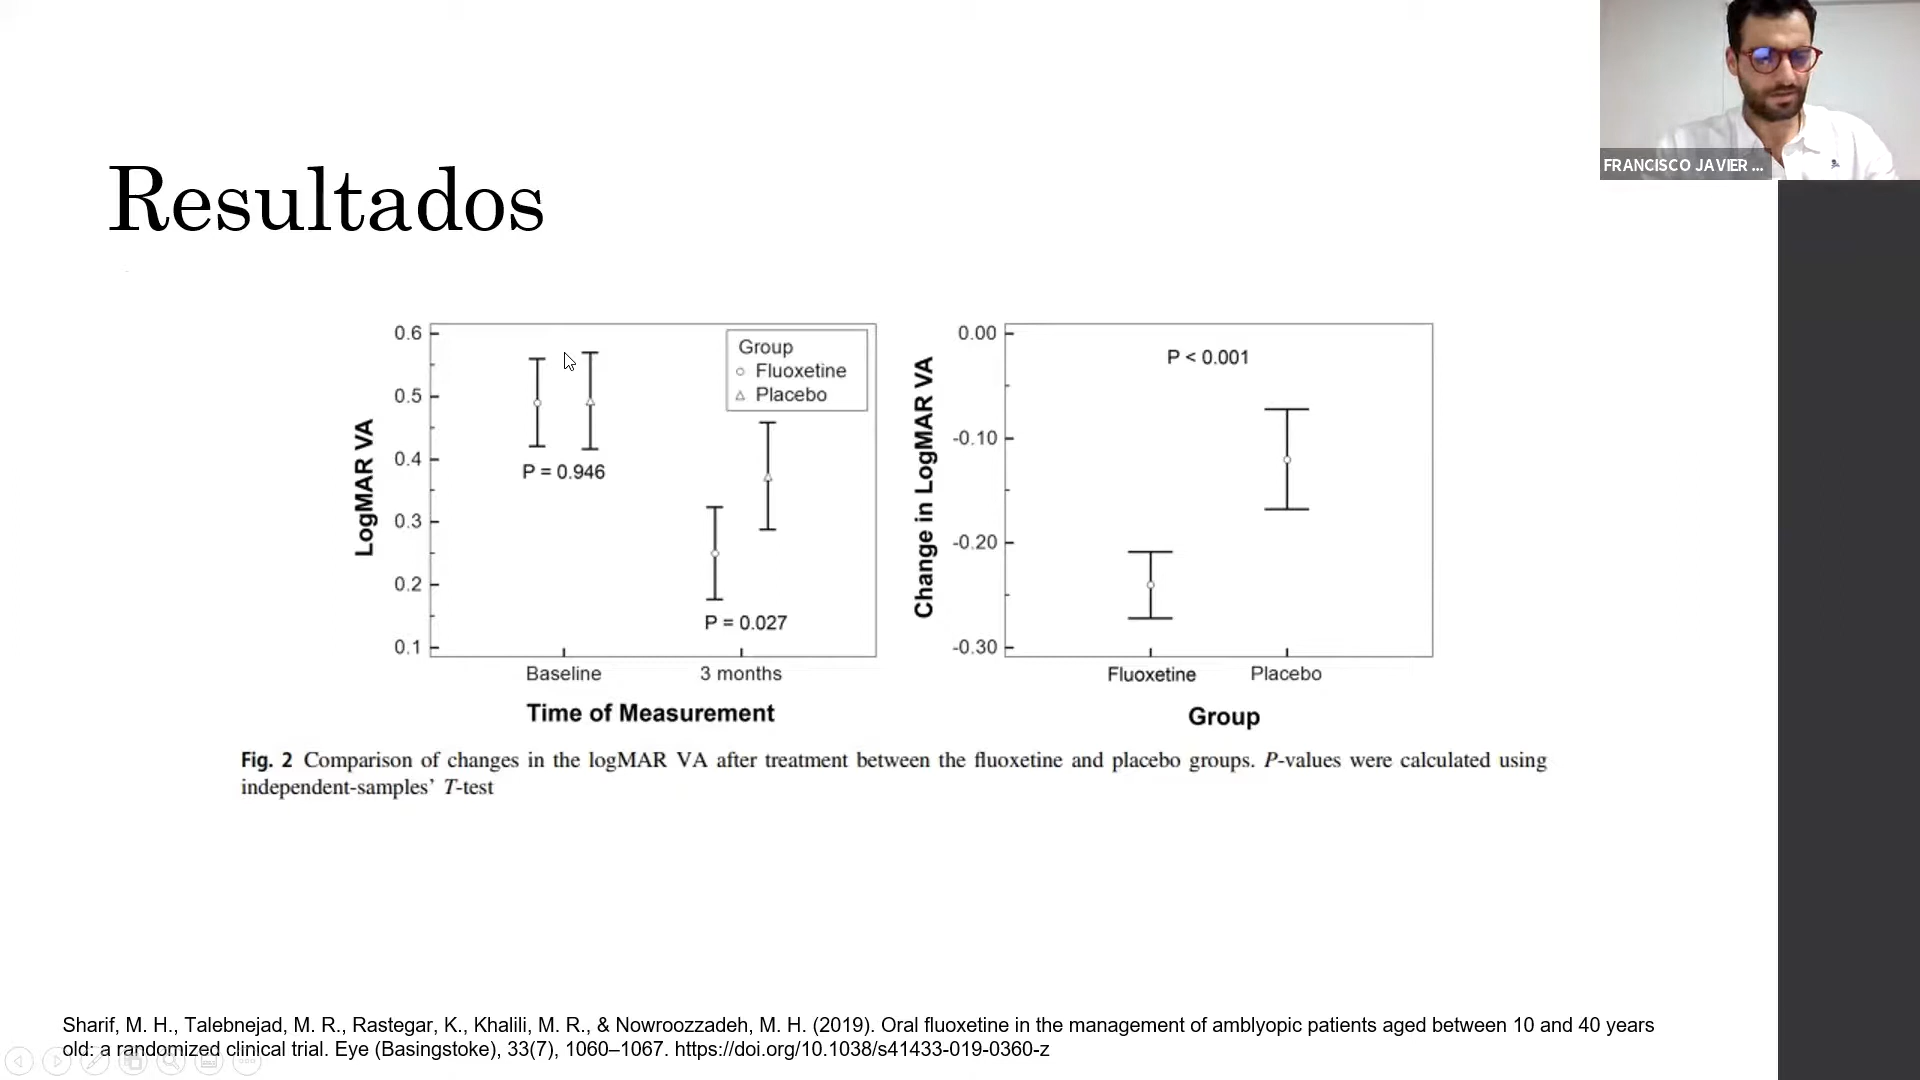 FRANCISCO JAVIER ...
Resultados
0.6
0.5
0.4
0.3
0.2
0.1
LogMAR VA
Group
Fluoxetine
Placebo
P = 0.946
P = 0.027
Baseline
3 months
Time of Measurement
0.00
-0.10
-0.20
-0.30
Change in LogMAR VA
P < 0.001
Fluoxetine
Placebo
Group
Fig. 2 Comparison of changes in the logMAR VA after treatment between the fluoxetine and placebo groups. P-values were calculated using
independent-samples' T-test
Sharif, M. H., Talebnejad, M. R., Rastegar, K., Khalili, M. R., & Nowroozzadeh, M. H. (2019). Oral fluoxetine in the management of amblyopic patients aged between 10 and 40 years
old: a randomized clinical trial. Eye (Basingstoke), 33(7), 1060–1067. https://doi.org/10.1038/s41433-019-0360-z